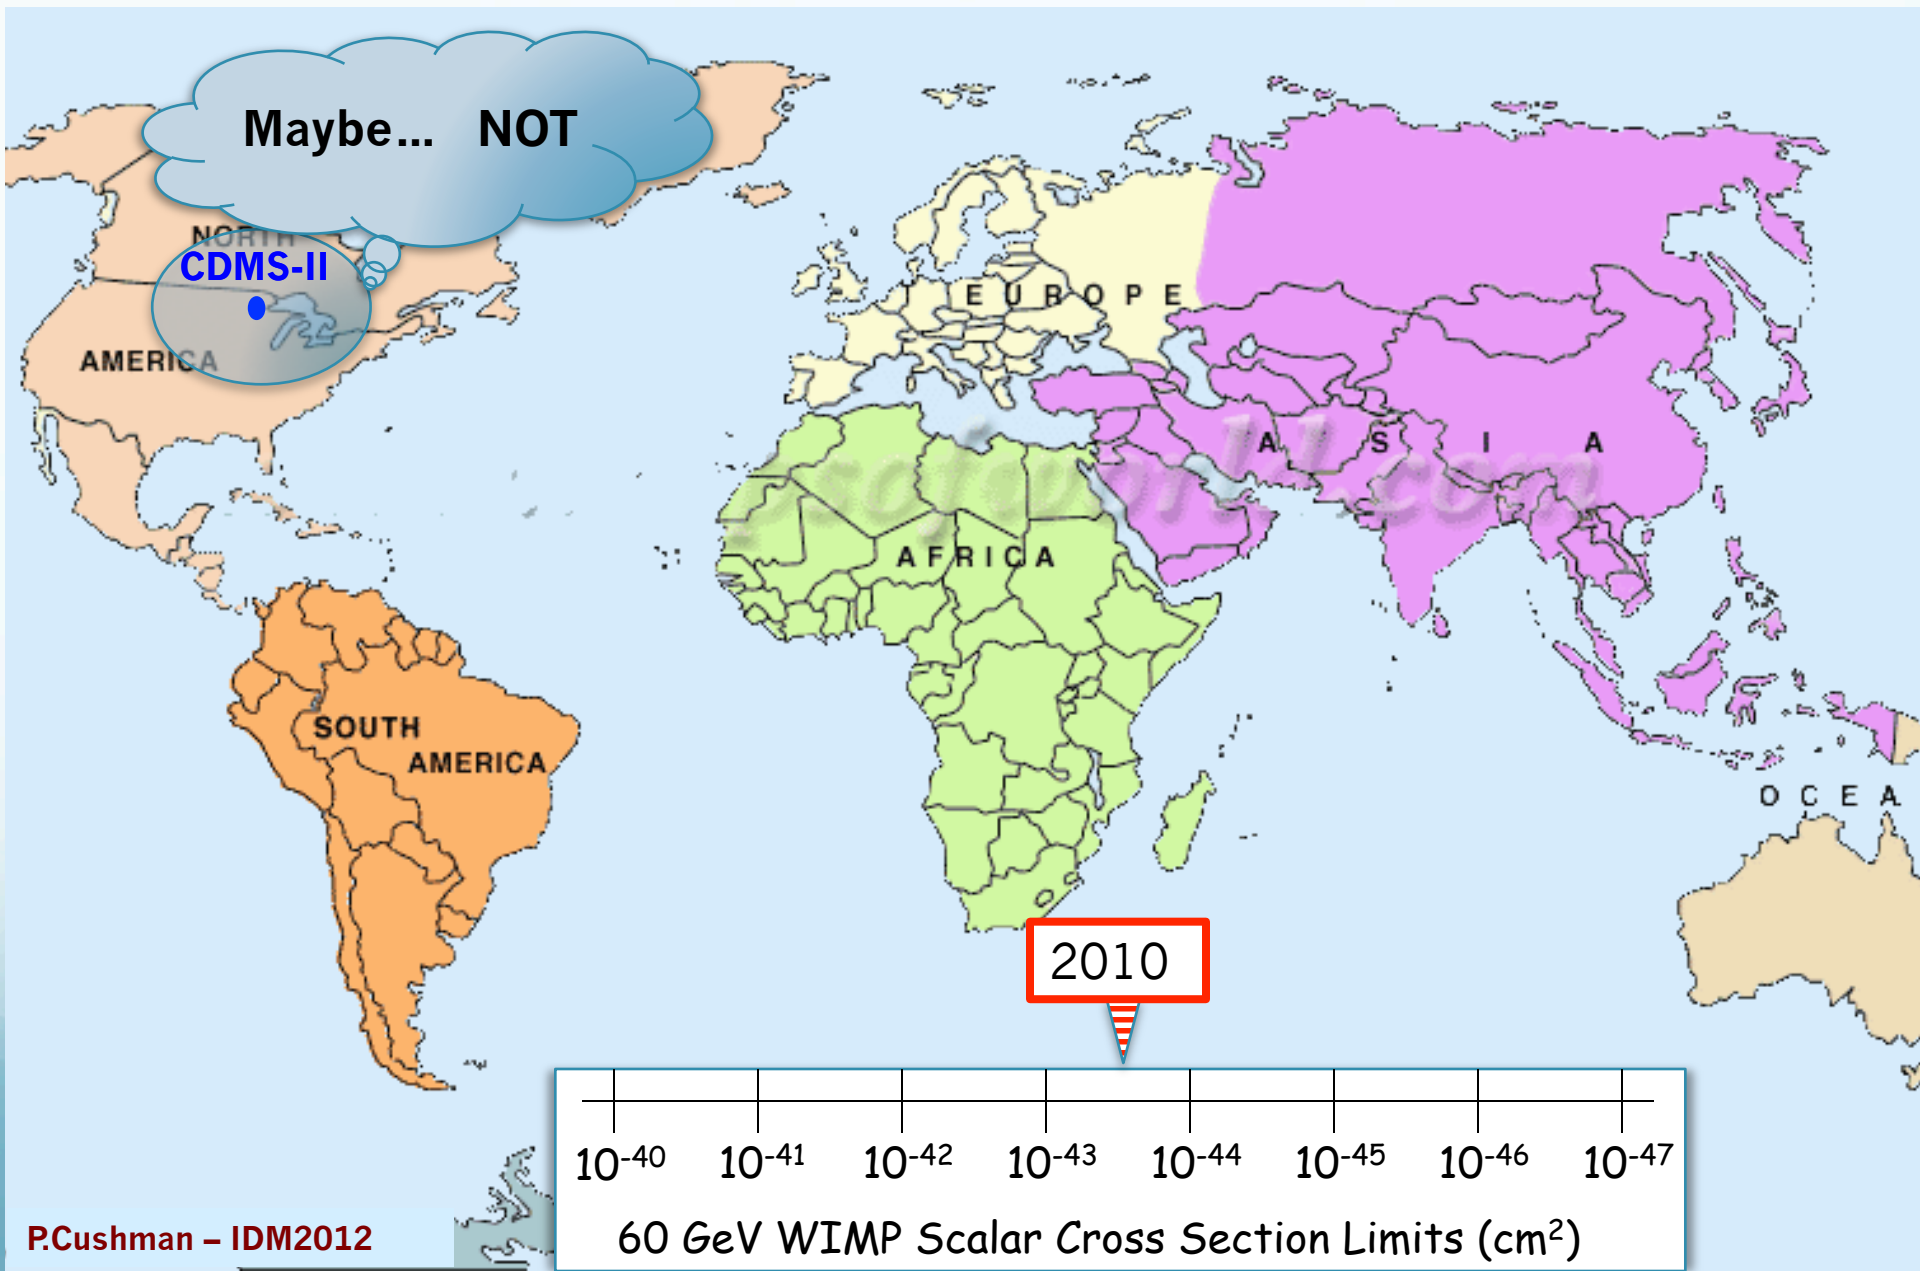 Maybe... NOT
NORTH
CDMS-II
AMERICA
EUROPE
ASIA
psofworld.com
AFRICA
SOUTH
AMERICA
OCEA
2010
10⁻⁴⁰ 10⁻⁴¹ 10⁻⁴² 10⁻⁴³ 10⁻⁴⁴ 10⁻⁴⁵ 10⁻⁴⁶ 10⁻⁴⁷
60 GeV WIMP Scalar Cross Section Limits (cm²)
P.Cushman – IDM2012